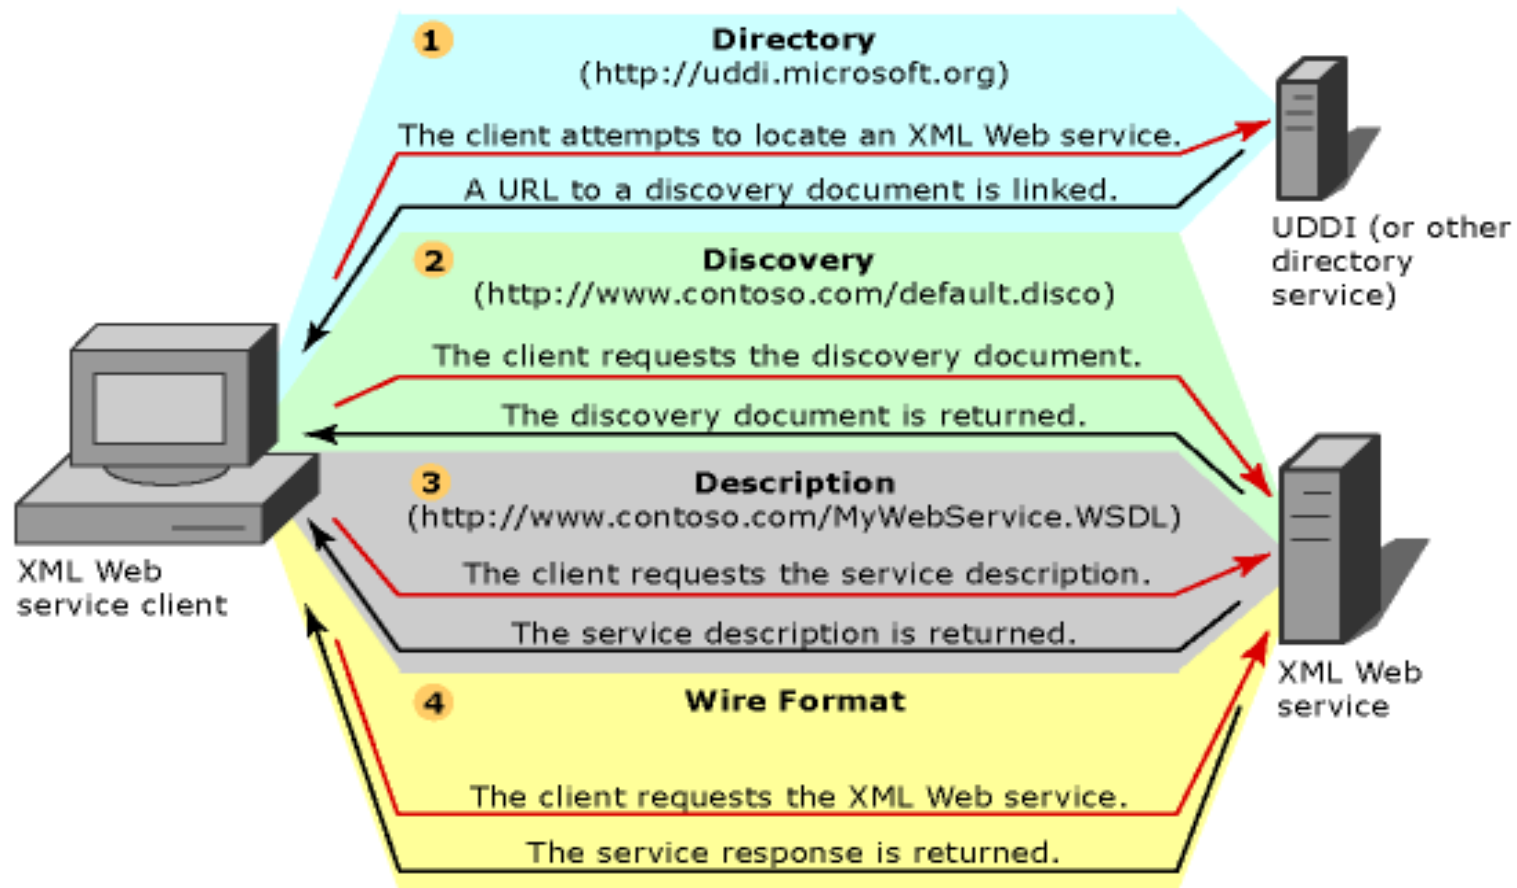 1
Directory
(http://uddi.microsoft.org)
The client attempts to locate an XML Web service.
A URL to a discovery document is linked.
UDDI (or other
directory
service)
2
Discovery
(http://www.contoso.com/default.disco)
The client requests the discovery document.
The discovery document is returned.
3
Description
(http://www.contoso.com/MyWebService.WSDL)
The client requests the service description.
The service description is returned.
XML Web
service client
XML Web
service
4
Wire Format
The client requests the XML Web service.
The service response is returned.